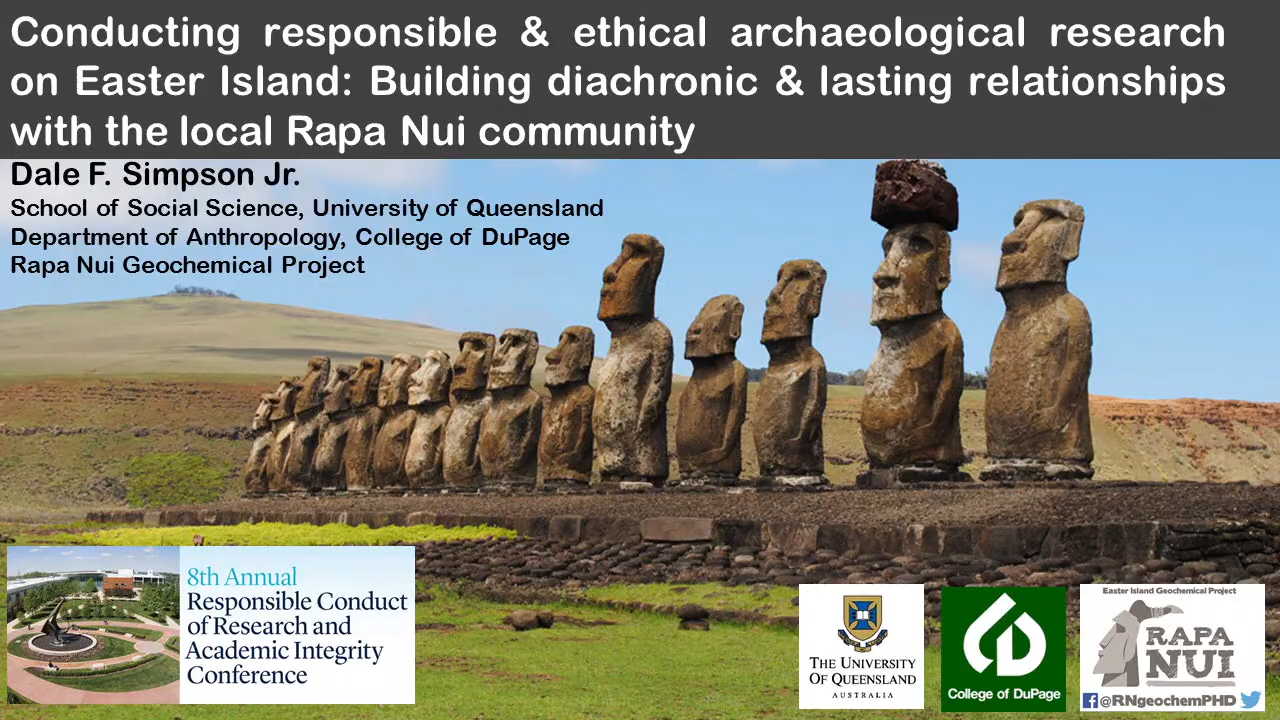 Conducting responsible & ethical archaeological research
on Easter Island: Building diachronic & lasting relationships
with the local Rapa Nui community
Dale F. Simpson Jr.
School of Social Science, University of Queensland
Department of Anthropology, College of DuPage
Rapa Nui Geochemical Project
8th Annual
Responsible Conduct
of Research and
Academic Integrity
Conference
THE UNIVERSITY
OF QUEENSLAND
AUSTRALIA
College of DuPage
Easter Island Geochemical Project
RAPA
NUI
@RNgeochemPHD